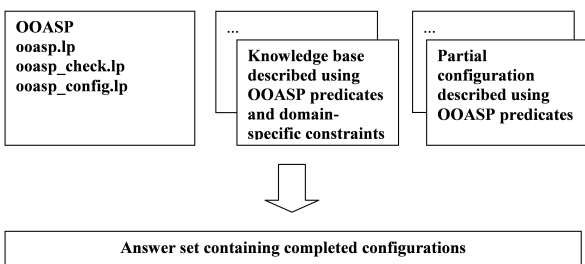 OOASP
ooasp.lp
ooasp_check.lp
ooasp_config.lp
...
Knowledge base
described using
OOASP predicates
and domain-
specific constraints
...
Partial
configuration
described using
OOASP predicates
Answer set containing completed configurations